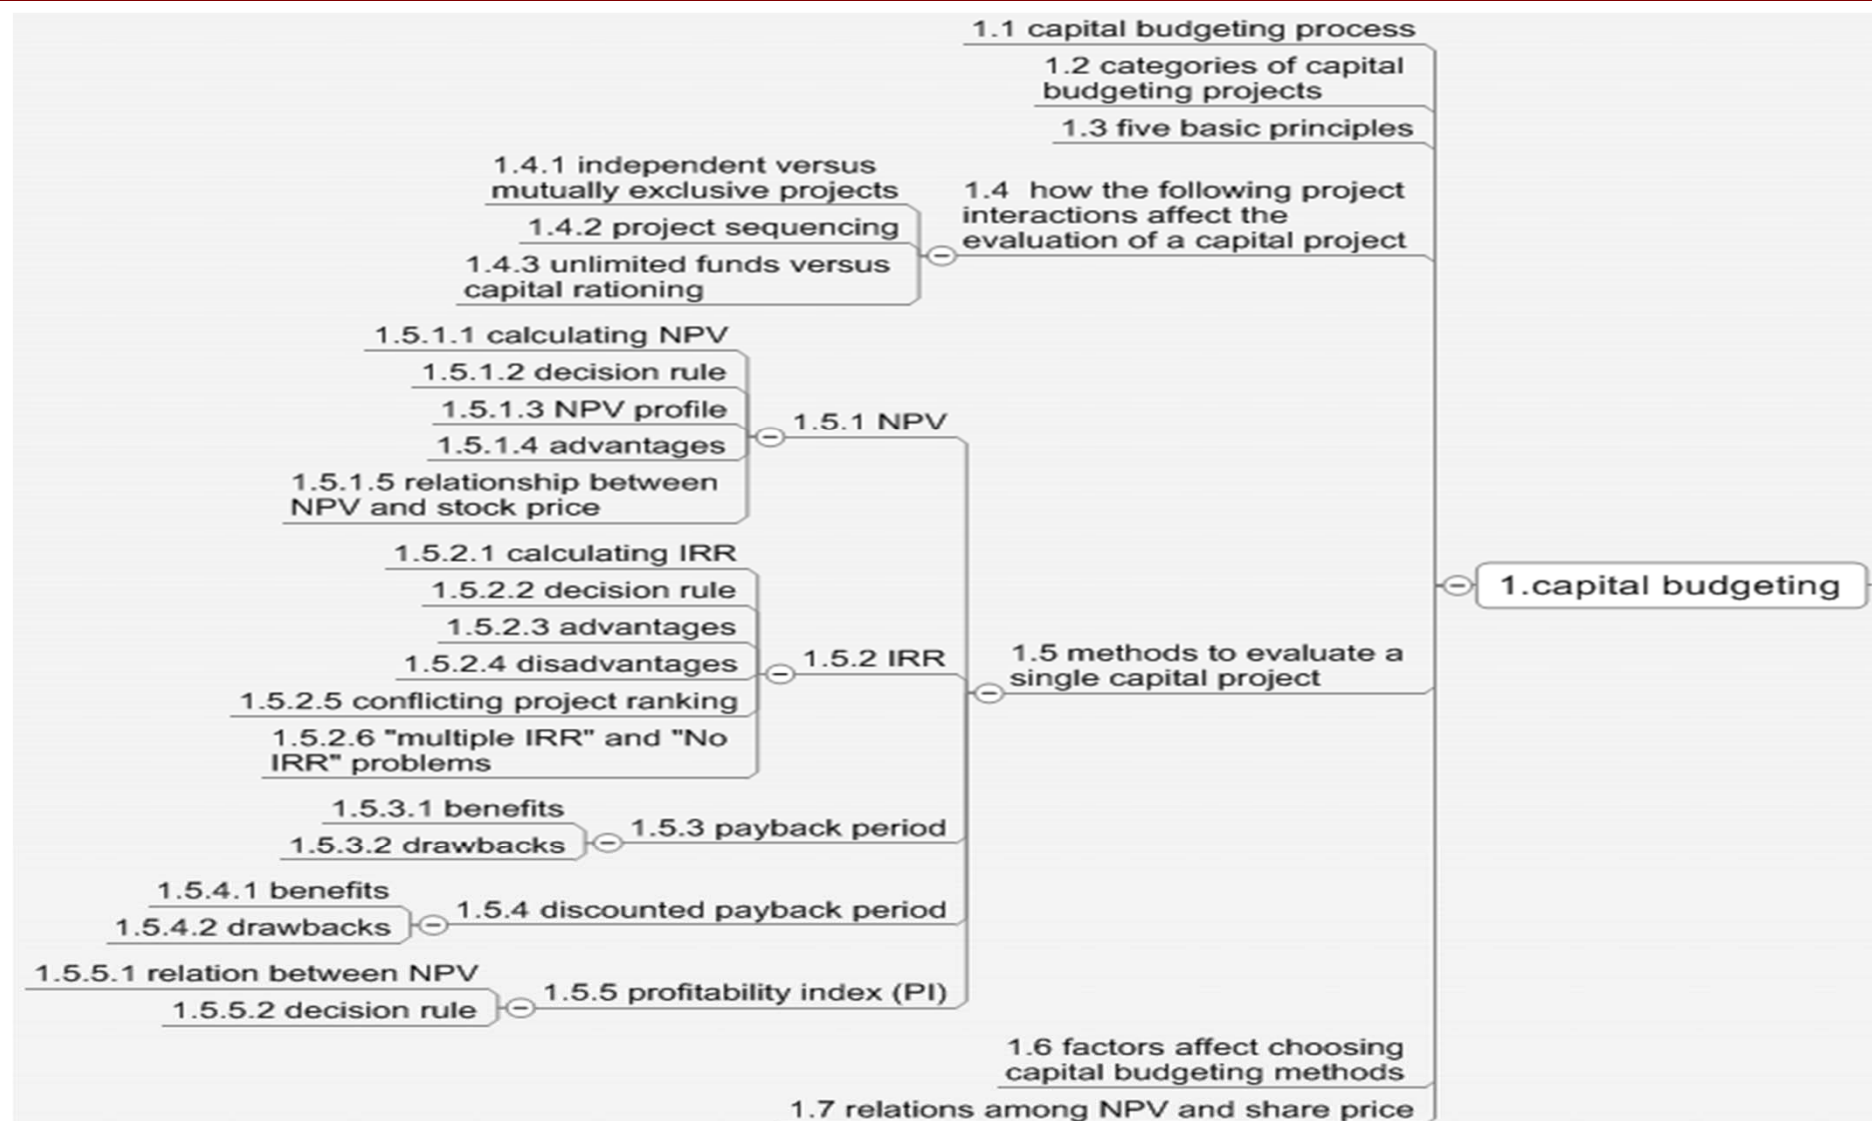 1.capital budgeting
1.1 capital budgeting process
1.2 categories of capital
budgeting projects
1.3 five basic principles
1.4  how the following project
interactions affect the
evaluation of a capital project
1.4.1 independent versus
mutually exclusive projects
1.4.2 project sequencing
1.4.3 unlimited funds versus
capital rationing
1.5 methods to evaluate a
single capital project
1.5.1 NPV
1.5.1.1 calculating NPV
1.5.1.2 decision rule
1.5.1.3 NPV profile
1.5.1.4 advantages
1.5.1.5 relationship between
NPV and stock price
1.5.2 IRR
1.5.2.1 calculating IRR
1.5.2.2 decision rule
1.5.2.3 advantages
1.5.2.4 disadvantages
1.5.2.5 conflicting project ranking
1.5.2.6 "multiple IRR" and "No
IRR" problems
1.5.3 payback period
1.5.3.1 benefits
1.5.3.2 drawbacks
1.5.4 discounted payback period
1.5.4.1 benefits
1.5.4.2 drawbacks
1.5.5 profitability index (PI)
1.5.5.1 relation between NPV
1.5.5.2 decision rule
1.6 factors affect choosing
capital budgeting methods
1.7 relations among NPV and share price